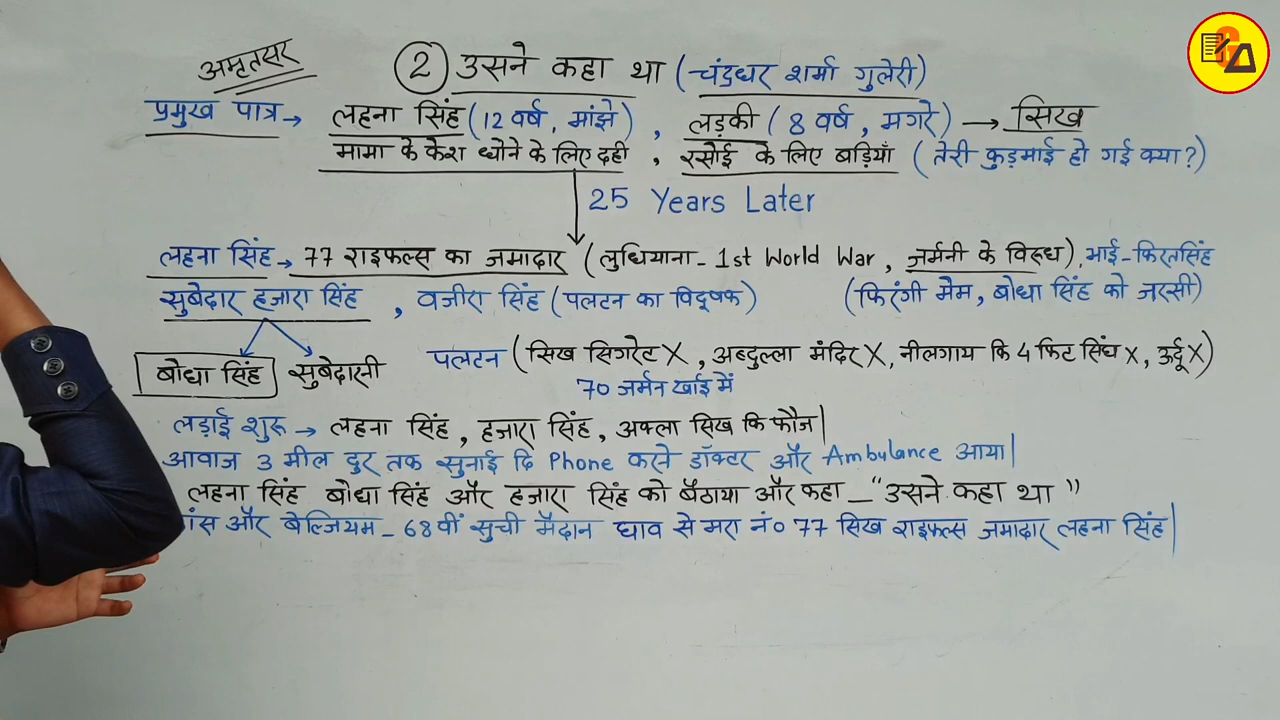 अमृतसर
② उसने कहा था (चंद्रधर शर्मा गुलेरी)
प्रमुख पात्र → लहना सिंह (12 वर्ष, मांझे), लड़की (8 वर्ष, मगरे) → सिख
मामा के केश धोने के लिए दही, रसोई के लिए बड़ियाँ (तेरी कुड़माई हो गई क्या?)
25 Years Later
लहना सिंह → 77 राइफल्स का जमादार (लुधियाना - 1st World War, जर्मनी के विरुध), भाई-किरतसिंह
सुबेदार हजारा सिंह, वजीरा सिंह (पलटन का विदूषक) (फिरंगी मेम, बोधा सिंह को जरसी)
बोधा सिंह सुबेदारनी पलटन (सिख सिगरेट X, अब्दुल्ला मंदिर X, नीलगाय कि 4 फिट सिंघ X, ऊर्दू X)
70 जर्मन खाई में
लड़ाई शुरू → लहना सिंह, हजारा सिंह, अकला सिख कि फौज|
आवाज 3 मील दुर तक सुनाई दि Phone करने डॉक्टर और Ambulance आया|
लहना सिंह बोधा सिंह और हजारा सिंह को बैठाया और कहा - "उसने कहा था"
ांस और बेल्जियम - 68वीं सुची मैदान घाव से मरा नं० 77 सिख राइफल्स जमादार लहना सिंह|